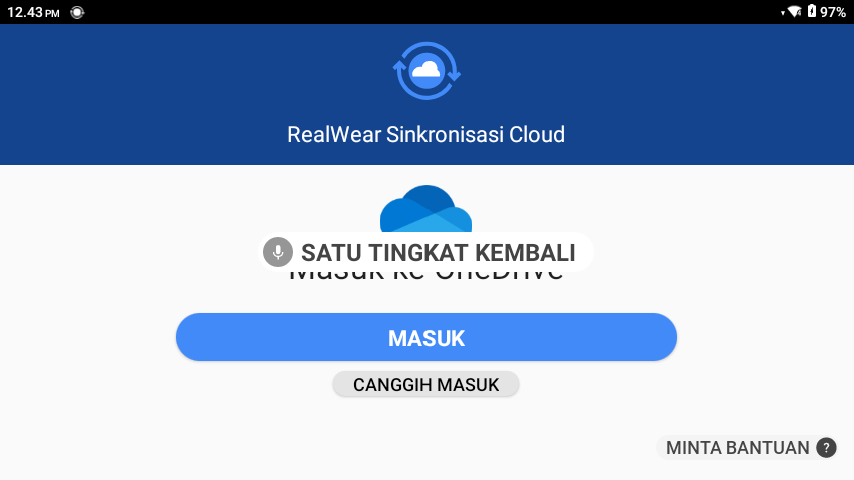 12.43 PM
97%
RealWear Sinkronisasi Cloud
SATU TINGKAT KEMBALI
Masuk ke OneDrive
MASUK
CANGGIH MASUK
MINTA BANTUAN ?